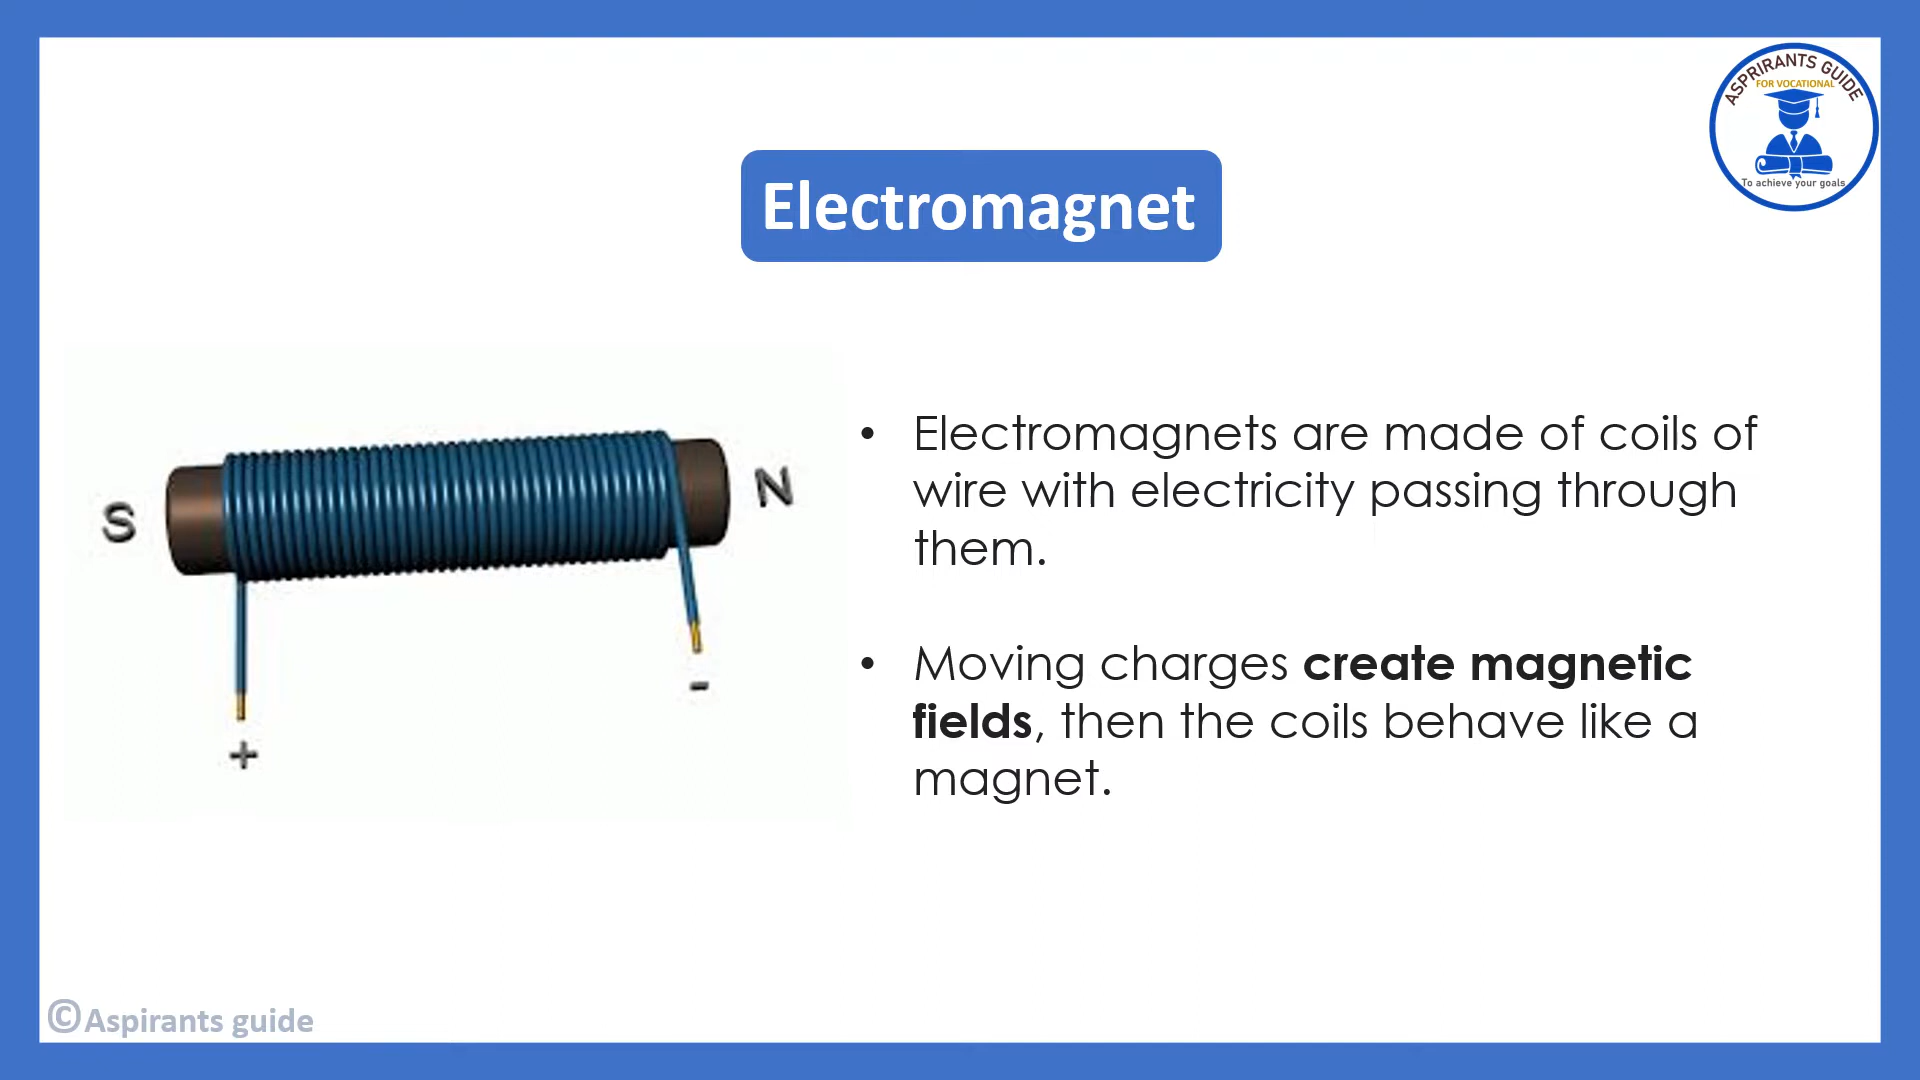 ASPRIRANTS GUIDE
FOR VOCATIONAL
To achieve your goals
Electromagnet
S
N
+
-
• Electromagnets are made of coils of
wire with electricity passing through
them.
• Moving charges create magnetic
fields, then the coils behave like a
magnet.
©Aspirants guide